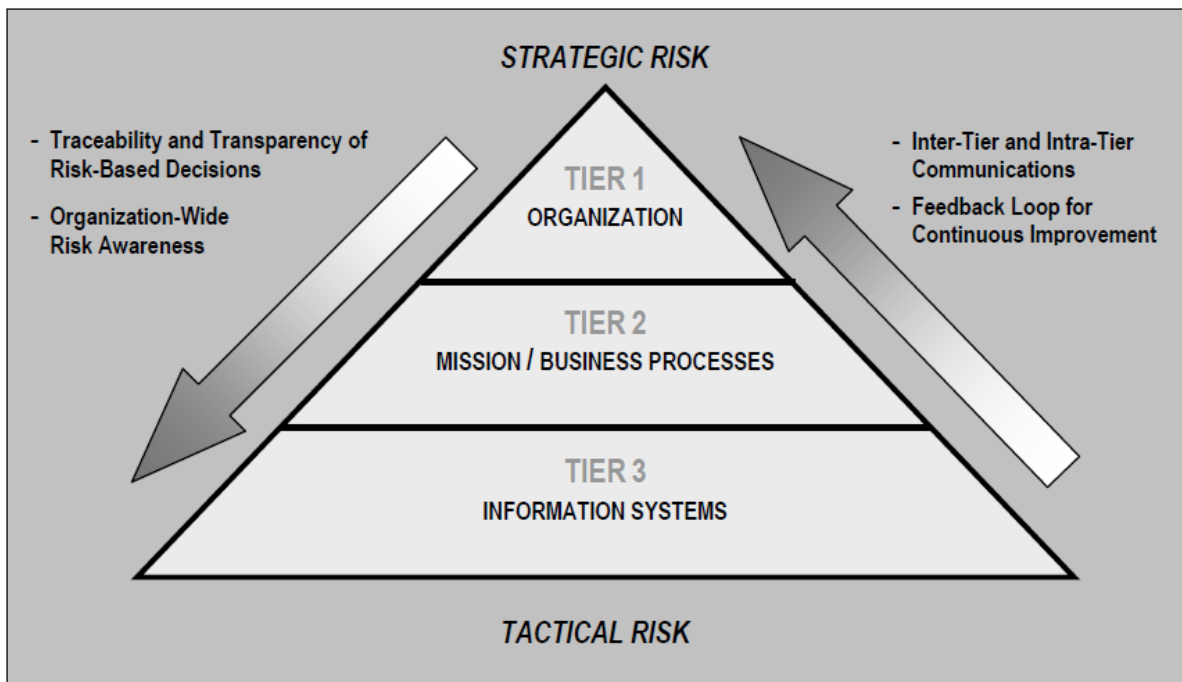 STRATEGIC RISK
- Traceability and Transparency of
Risk-Based Decisions
- Organization-Wide
Risk Awareness
- Inter-Tier and Intra-Tier
Communications
- Feedback Loop for
Continuous Improvement
TIER 1
ORGANIZATION
TIER 2
MISSION / BUSINESS PROCESSES
TIER 3
INFORMATION SYSTEMS
TACTICAL RISK